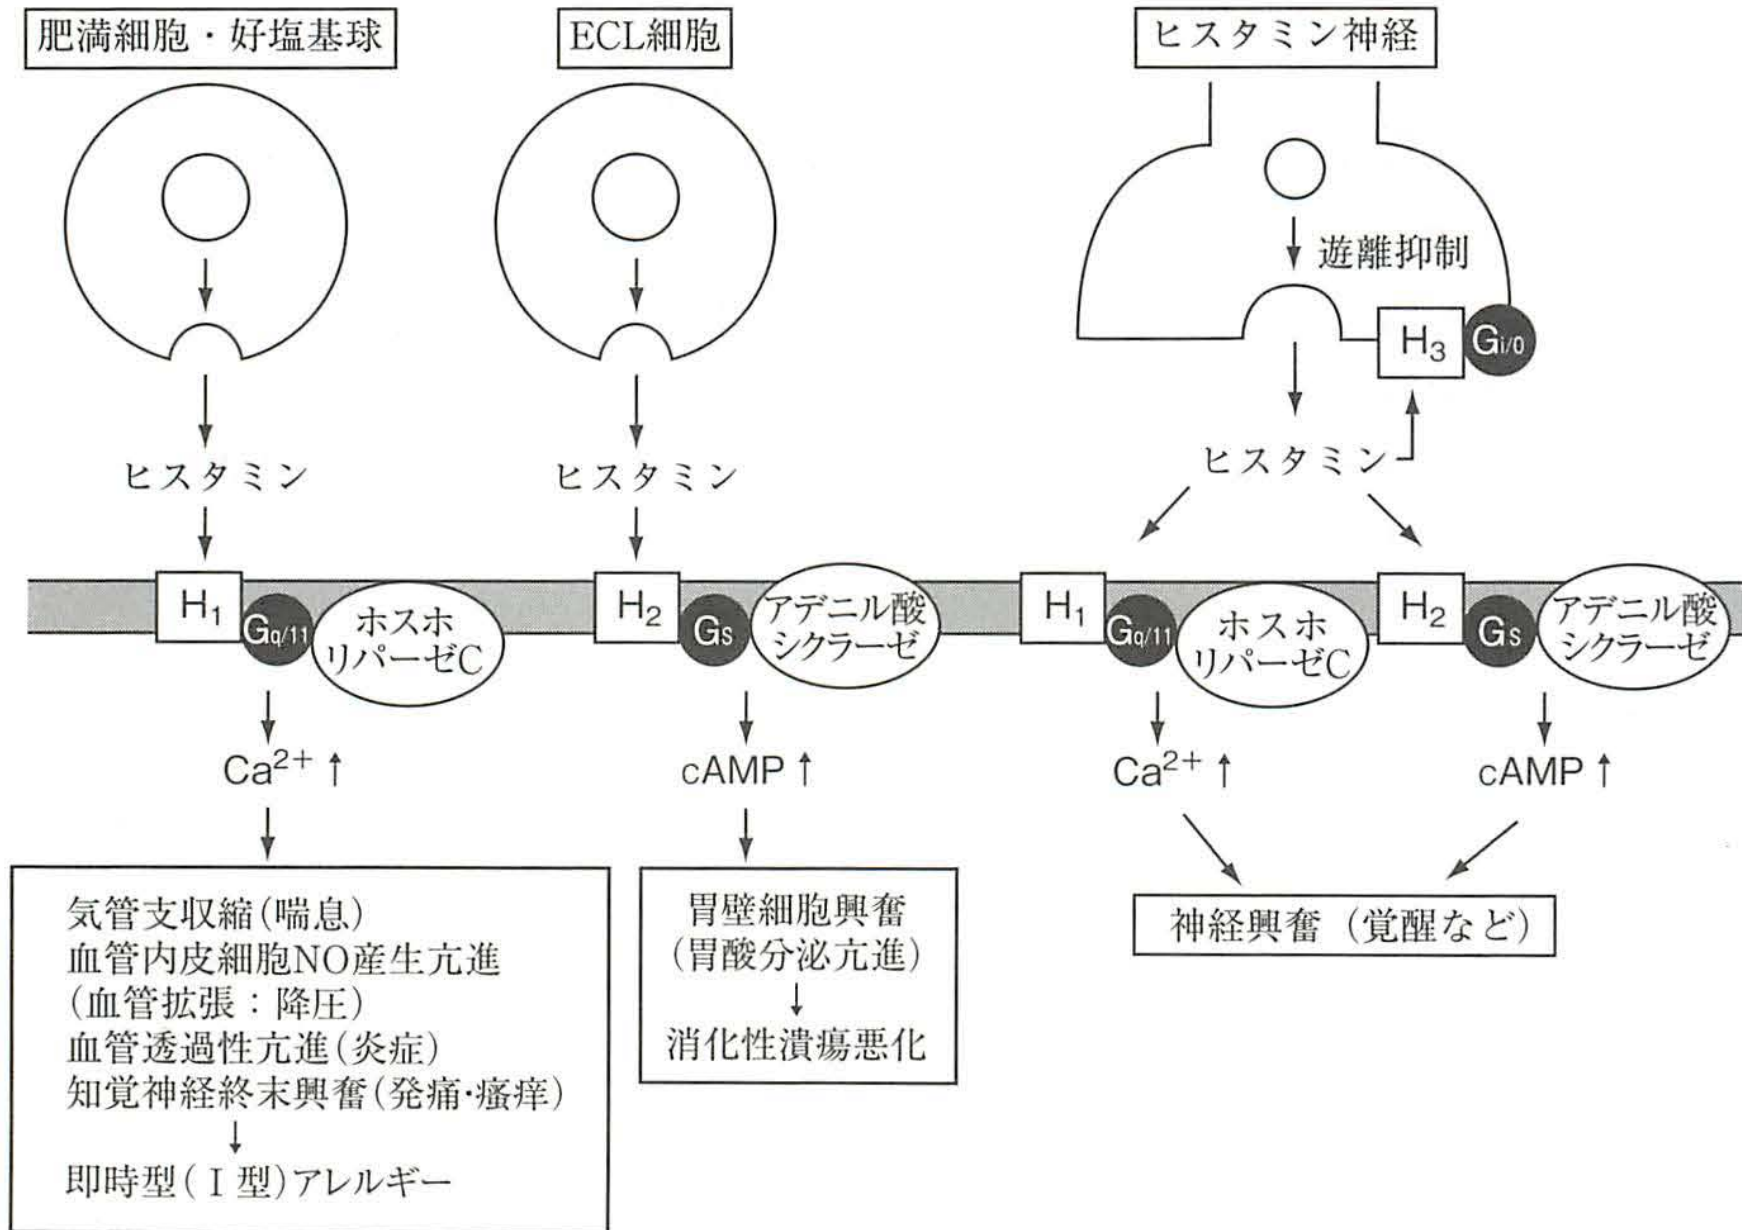 肥満細胞・好塩基球
ECL細胞
ヒスタミン神経
遊離抑制
H₃
Gi/0
ヒスタミン
ヒスタミン
ヒスタミン
H₁
Gq/11
ホスホ
リパーゼC
H₂
Gs
アデニル酸
シクラーゼ
H₁
Gq/11
ホスホ
リパーゼC
H₂
Gs
アデニル酸
シクラーゼ
Ca²⁺↑
cAMP↑
Ca²⁺↑
cAMP↑
気管支収縮(喘息)
血管内皮細胞NO産生亢進
(血管拡張：降圧)
血管透過性亢進(炎症)
知覚神経終末興奮(発痛・瘙痒)
↓
即時型(Ⅰ型)アレルギー
胃壁細胞興奮
(胃酸分泌亢進)
↓
消化性潰瘍悪化
神経興奮（覚醒など）